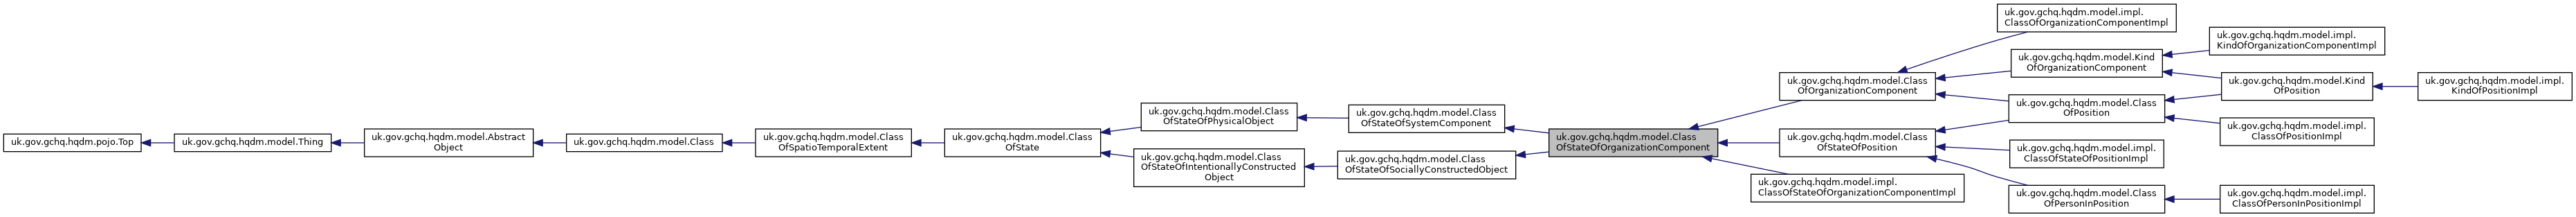 uk.gov.gchq.hqdm.pojo.Top
uk.gov.gchq.hqdm.model.Thing
uk.gov.gchq.hqdm.model.Abstract
Object
uk.gov.gchq.hqdm.model.Class
uk.gov.gchq.hqdm.model.Class
OfSpatioTemporalExtent
uk.gov.gchq.hqdm.model.Class
OfState
uk.gov.gchq.hqdm.model.Class
OfStateOfPhysicalObject
uk.gov.gchq.hqdm.model.Class
OfStateOfIntentionallyConstructed
Object
uk.gov.gchq.hqdm.model.Class
OfStateOfSystemComponent
uk.gov.gchq.hqdm.model.Class
OfStateOfSociallyConstructedObject
uk.gov.gchq.hqdm.model.Class
OfStateOfOrganizationComponent
uk.gov.gchq.hqdm.model.Class
OfOrganizationComponent
uk.gov.gchq.hqdm.model.Class
OfStateOfPosition
uk.gov.gchq.hqdm.model.impl.
ClassOfStateOfOrganizationComponentImpl
uk.gov.gchq.hqdm.model.impl.
ClassOfOrganizationComponentImpl
uk.gov.gchq.hqdm.model.Kind
OfOrganizationComponent
uk.gov.gchq.hqdm.model.Class
OfPosition
uk.gov.gchq.hqdm.model.impl.
ClassOfStateOfPositionImpl
uk.gov.gchq.hqdm.model.Class
OfPersonInPosition
uk.gov.gchq.hqdm.model.impl.
KindOfOrganizationComponentImpl
uk.gov.gchq.hqdm.model.Kind
OfPosition
uk.gov.gchq.hqdm.model.impl.
ClassOfPositionImpl
uk.gov.gchq.hqdm.model.impl.
ClassOfPersonInPositionImpl
uk.gov.gchq.hqdm.model.impl.
KindOfPositionImpl